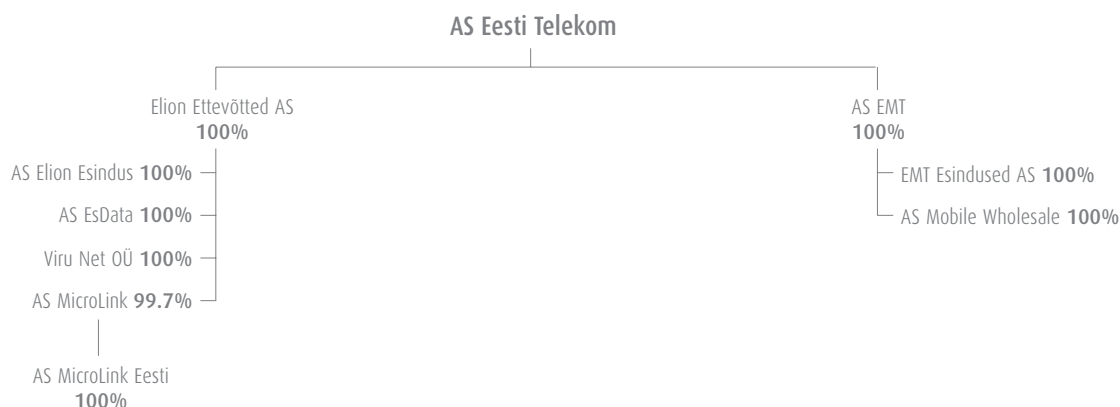 AS Eesti Telekom
Elion Ettevõtted AS
100%
AS Elion Esindus 100%
AS EsData 100%
Viru Net OÜ 100%
AS MicroLink 99.7%
AS MicroLink Eesti
100%
AS EMT
100%
EMT Esindused AS 100%
AS Mobile Wholesale 100%